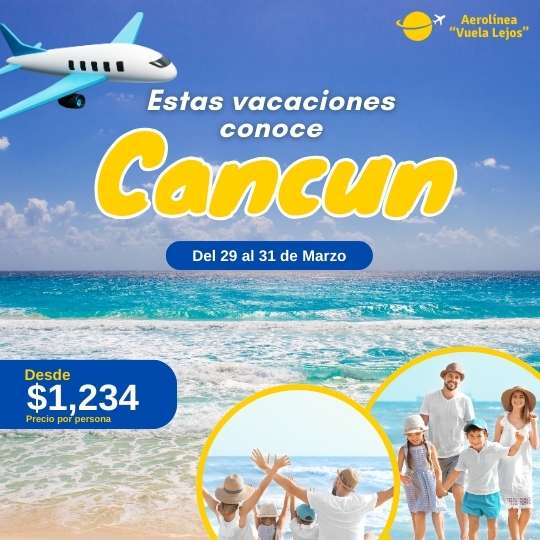 Aerolínea
“Vuela Lejos”
Estas vacaciones
conoce
Cancun
Del 29 al 31 de Marzo
Desde
$1,234
Precio por persona